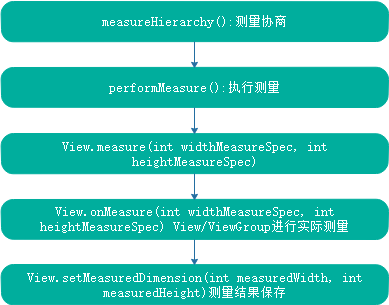 measureHierarchy():测量协商
performMeasure():执行测量
View.measure(int widthMeasureSpec, int
heightMeasureSpec)
View.onMeasure(int widthMeasureSpec, int
heightMeasureSpec) View/ViewGroup进行实际测量
View.setMeasuredDimension(int measuredWidth, int
measuredHeight)测量结果保存